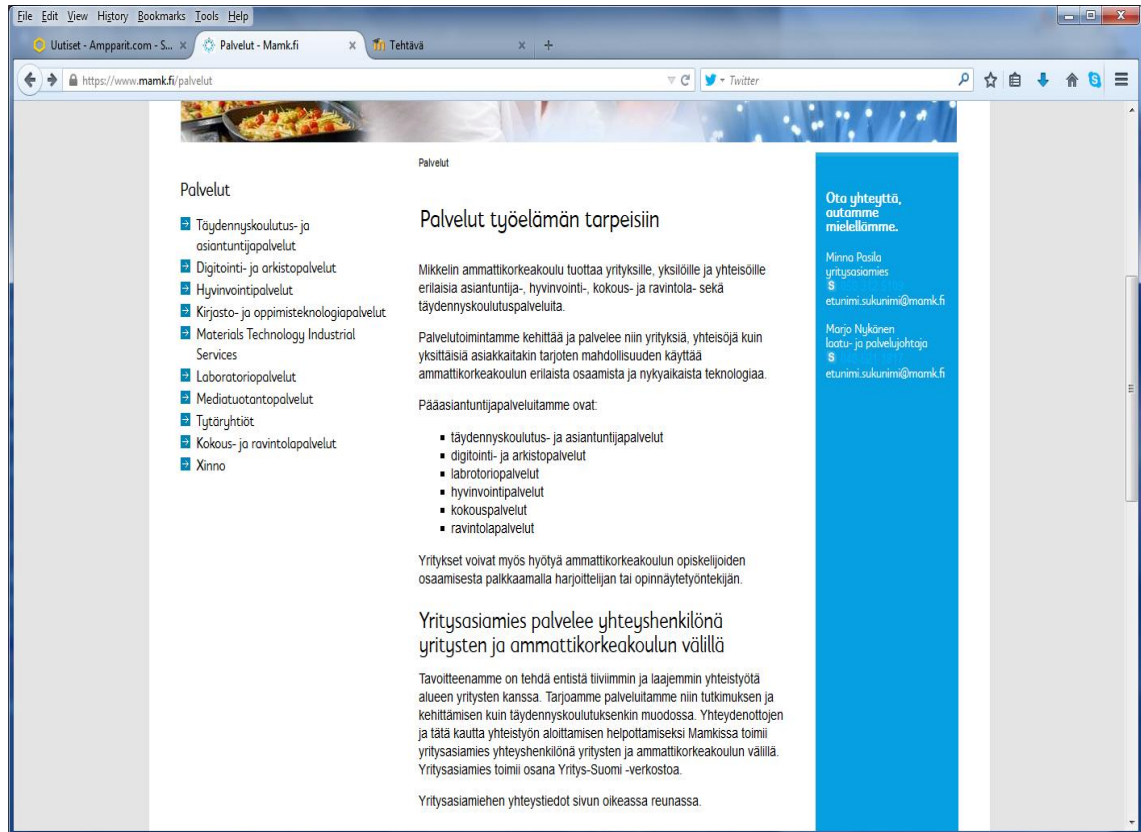 File Edit View History Bookmarks Tools Help
Uutiset - Ampparit.com - S... Palvelut - Mamk.fi Tehtävä
https://www.mamk.fi/palvelut Twitter
Palvelut
Täydennyskoulutus- ja
asiantuntijapalvelut
Digitointi- ja arkistopalvelut
Hyvinvointipalvelut
Kirjasto- ja oppimisteknologiapalvelut
Materials Technology Industrial
Services
Laboratoriopalvelut
Mediatuotantopalvelut
Tytäryhtiöt
Kokous- ja ravintolapalvelut
Xinno
Palvelut
Palvelut työelämän tarpeisiin
Mikkelin ammattikorkeakoulu tuottaa yrityksille, yksilöille ja yhteisöille
erilaisia asiantuntija-, hyvinvointi-, kokous- ja ravintola- sekä
täydennyskoulutuspalveluita.
Palvelutoimintamme kehittää ja palvelee niin yrityksiä, yhteisöjä kuin
yksittäisiä asiakkaitakin tarjoten mahdollisuuden käyttää
ammattikorkeakoulun erilaista osaamista ja nykyaikaista teknologiaa.
Pääasiantuntijapalveluitamme ovat:
täydennyskoulutus- ja asiantuntijapalvelut
digitointi- ja arkistopalvelut
labrotoriopalvelut
hyvinvointipalvelut
kokouspalvelut
ravintolapalvelut
Yritykset voivat myös hyötyä ammattikorkeakoulun opiskelijoiden
osaamisesta palkkaamalla harjoittelijan tai opinnäytetyöntekijän.
Yritysasiamies palvelee yhteyshenkilönä
yritysten ja ammattikorkeakoulun välillä
Tavoitteenamme on tehdä entistä tiiviimmin ja laajemmin yhteistyötä
alueen yritysten kanssa. Tarjoamme palveluitamme niin tutkimuksen ja
kehittämisen kuin täydennyskoulutuksenkin muodossa. Yhteydenottojen
ja tätä kautta yhteistyön aloittamisen helpottamiseksi Mamkissa toimii
yritysasiamies yhteyshenkilönä yritysten ja ammattikorkeakoulun välillä.
Yritysasiamies toimii osana Yritys-Suomi -verkostoa.
Yritysasiamiehen yhteystiedot sivun oikeassa reunassa.
Ota yhteyttä,
autamme
mielellämme.
Minna Pasila
yritysasiamies
etunimi.sukunimi@mamk.fi
Marjo Nykänen
laatu- ja palvelujohtaja
etunimi.sukunimi@mamk.fi